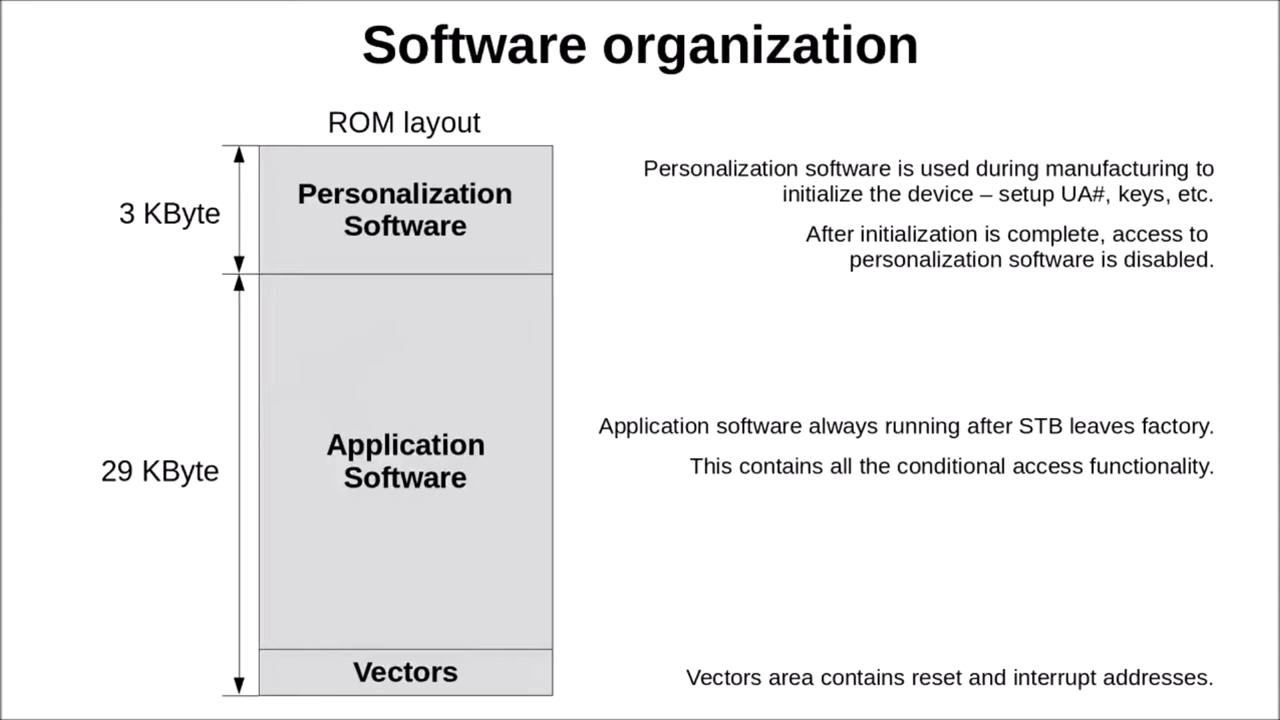 Software organization
ROM layout
3 KByte
Personalization
Software
Personalization software is used during manufacturing to
initialize the device – setup UA#, keys, etc.
After initialization is complete, access to
personalization software is disabled.
29 KByte
Application
Software
Application software always running after STB leaves factory.
This contains all the conditional access functionality.
Vectors
Vectors area contains reset and interrupt addresses.